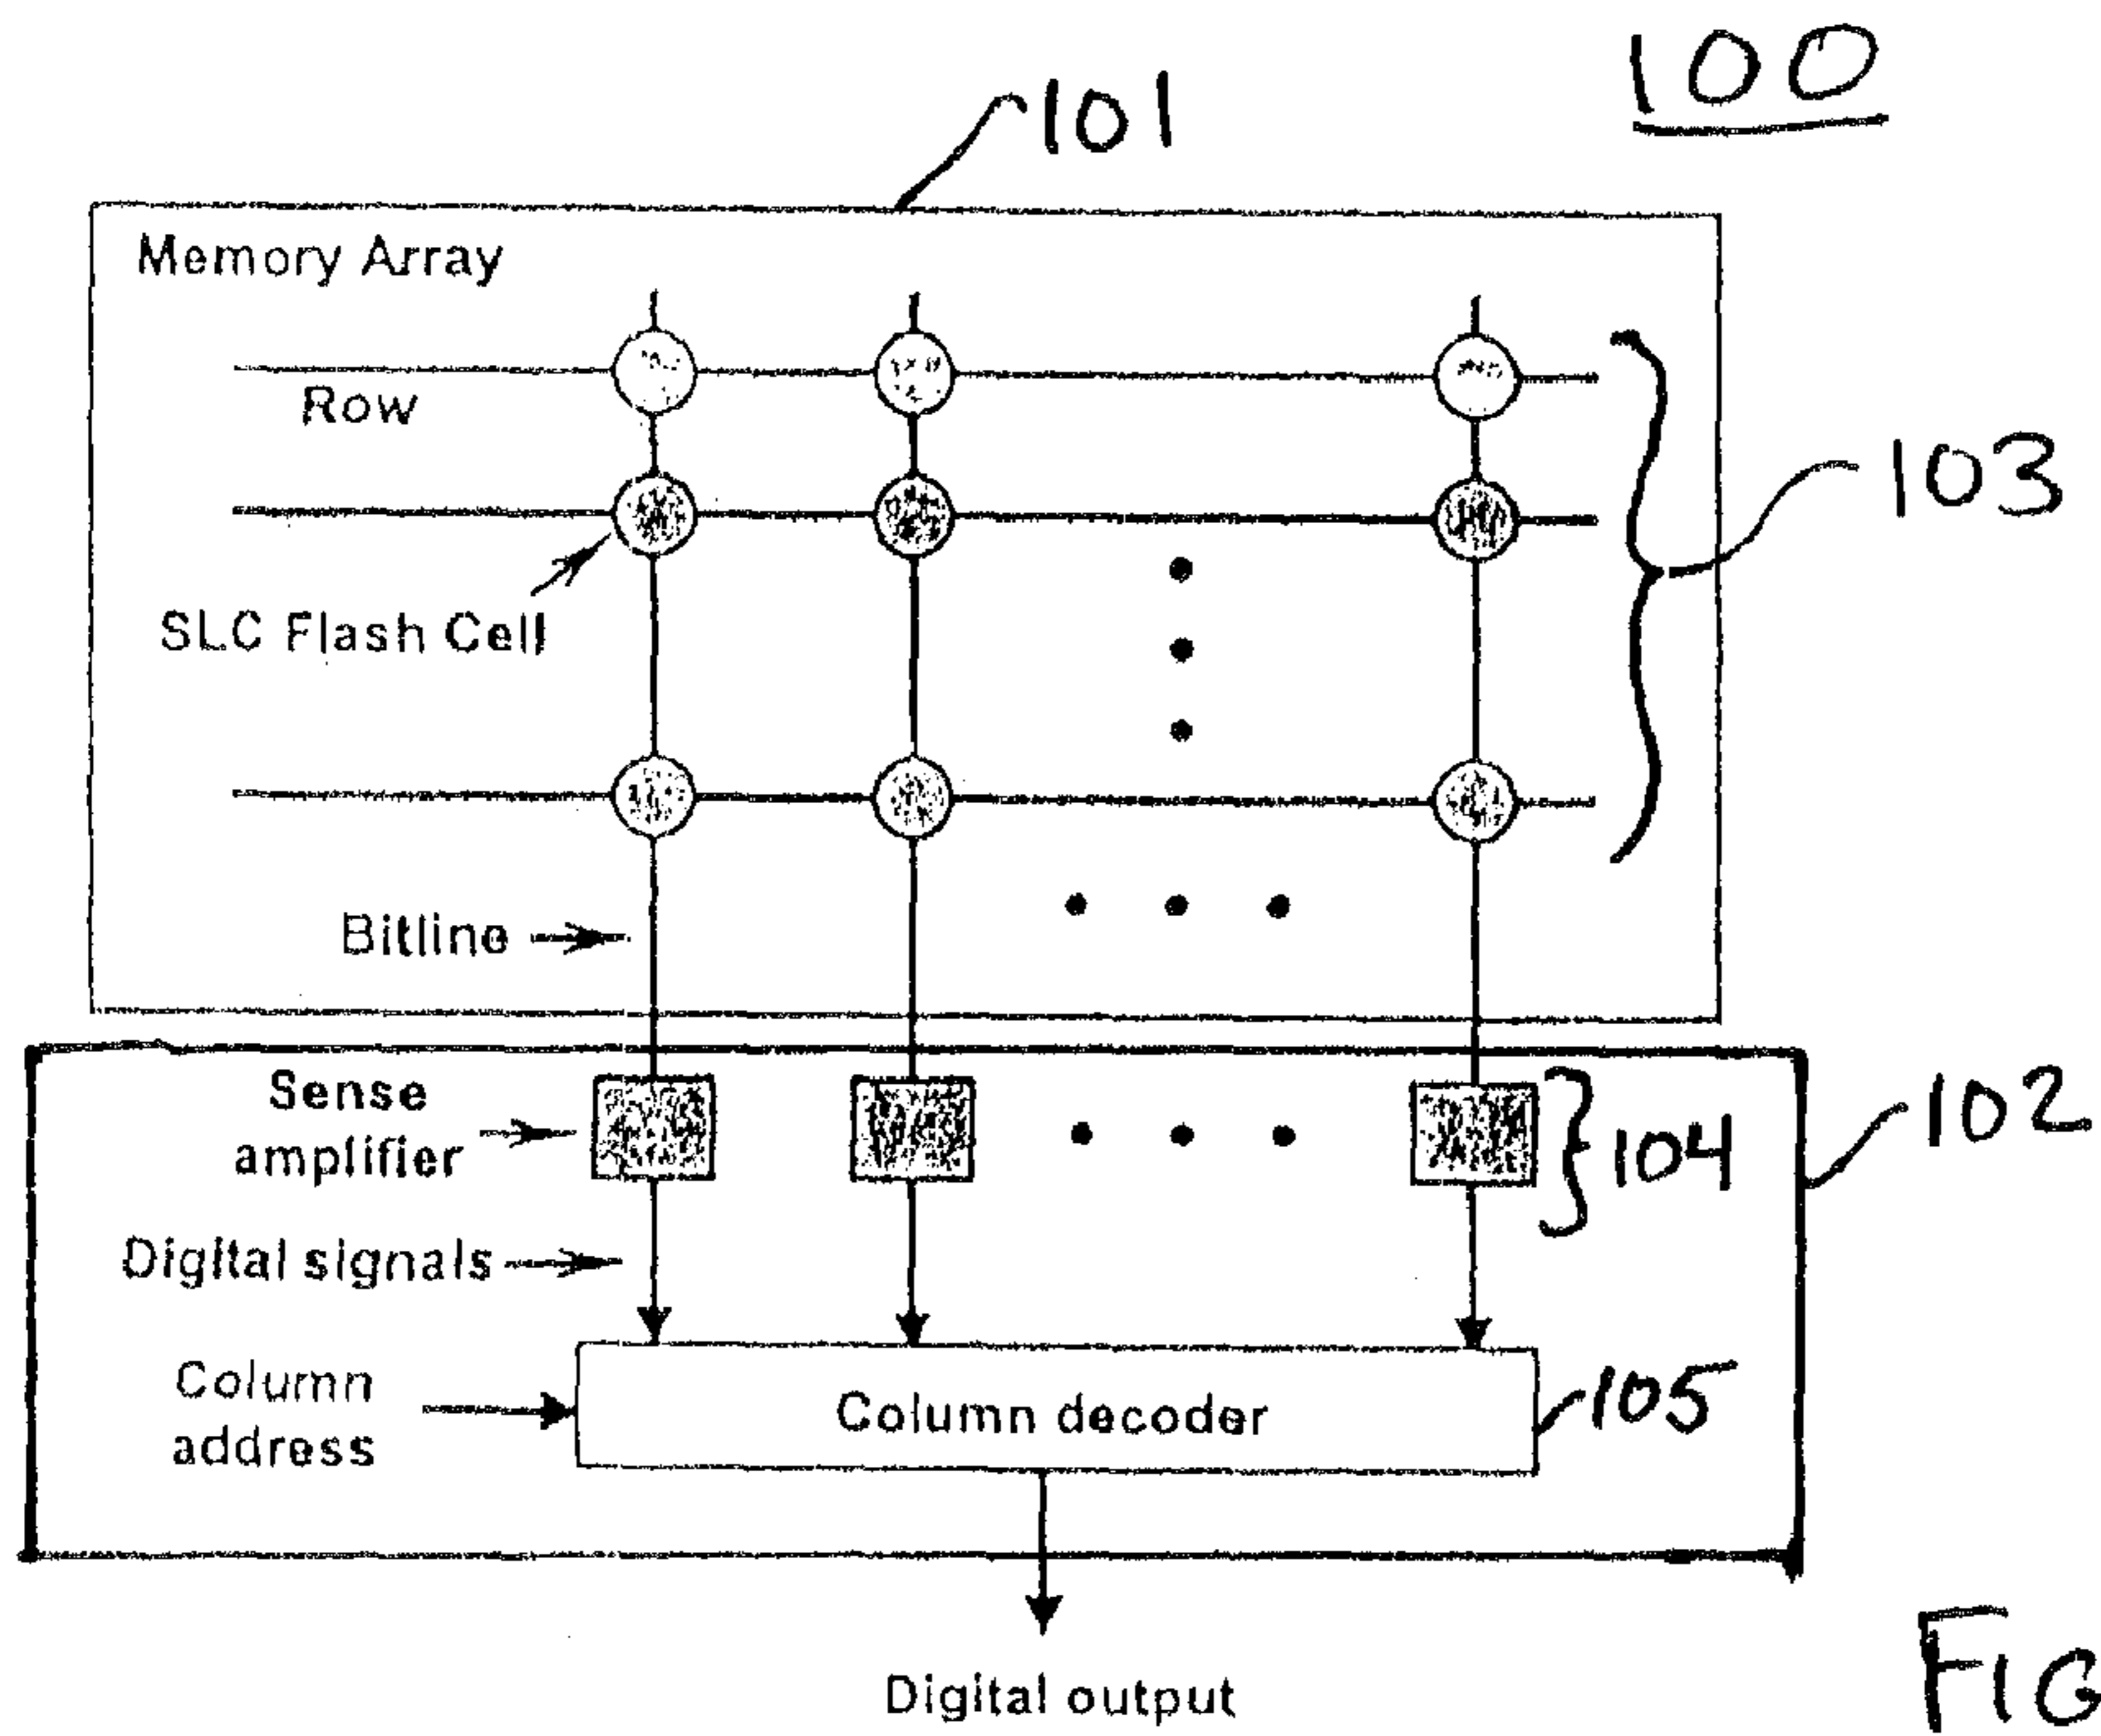 100
101
Memory Array
Row
103
SLC Flash Cell
Bitline
Sense
amplifier
104
102
Digital signals
Column
address
Column decoder
105
Digital output
FIG